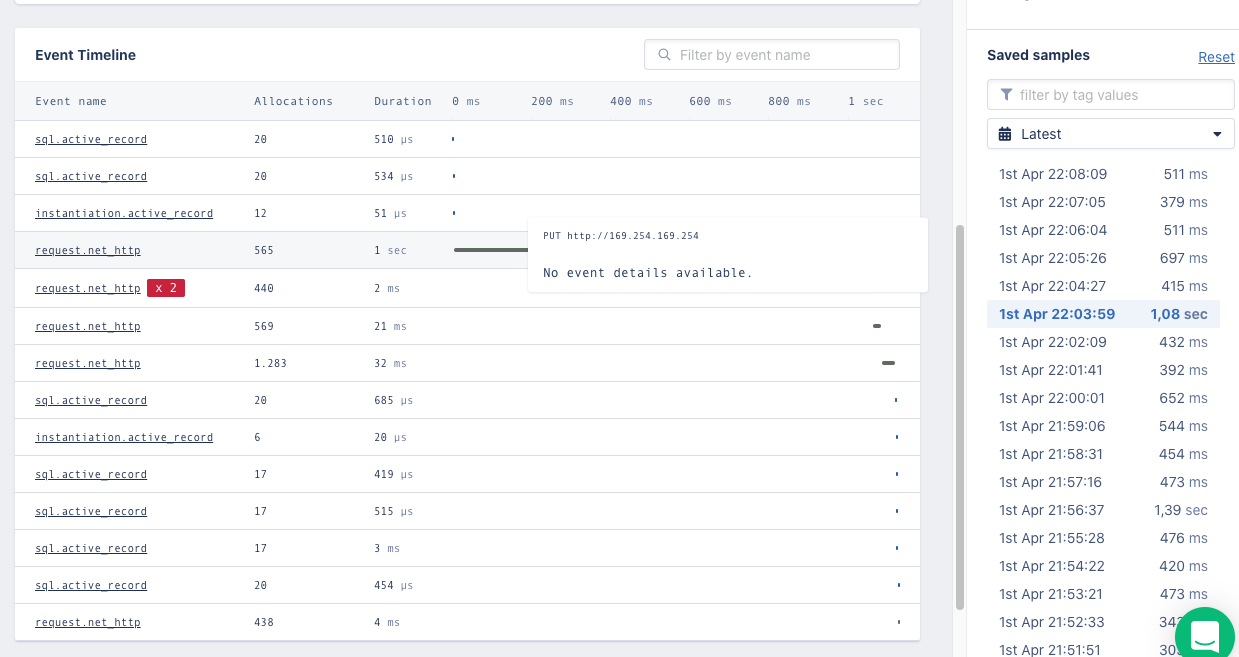 Event Timeline
Filter by event name
Event name Allocations Duration 0 ms 200 ms 400 ms 600 ms 800 ms 1 sec
sql.active_record 20 510 µs
sql.active_record 20 534 µs
instantiation.active_record 12 51 µs
request.net_http 565 1 sec
PUT http://169.254.169.254
No event details available.
request.net_http x 2 440 2 ms
request.net_http 569 21 ms
request.net_http 1.283 32 ms
sql.active_record 20 685 µs
instantiation.active_record 6 20 µs
sql.active_record 17 419 µs
sql.active_record 17 515 µs
sql.active_record 17 3 ms
sql.active_record 20 454 µs
request.net_http 438 4 ms
Saved samples Reset
filter by tag values
Latest
1st Apr 22:08:09 511 ms
1st Apr 22:07:05 379 ms
1st Apr 22:06:04 511 ms
1st Apr 22:05:26 697 ms
1st Apr 22:04:27 415 ms
1st Apr 22:03:59 1,08 sec
1st Apr 22:02:09 432 ms
1st Apr 22:01:41 392 ms
1st Apr 22:00:01 652 ms
1st Apr 21:59:06 544 ms
1st Apr 21:58:31 454 ms
1st Apr 21:57:16 473 ms
1st Apr 21:56:37 1,39 sec
1st Apr 21:55:28 476 ms
1st Apr 21:54:22 420 ms
1st Apr 21:53:21 473 ms
1st Apr 21:52:33
1st Apr 21:51:51